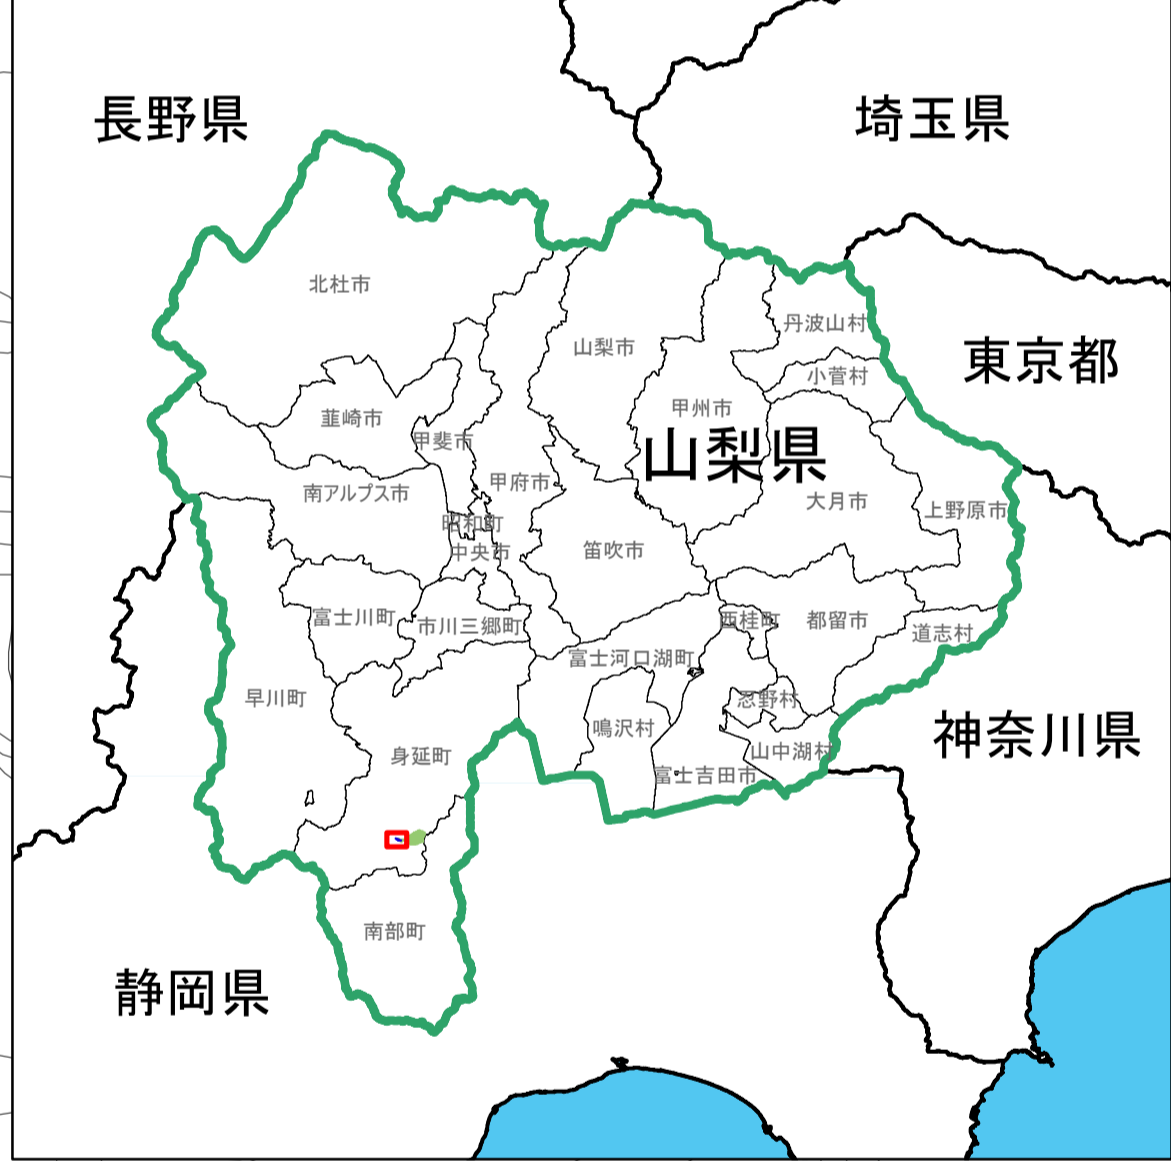 長野県
埼玉県
北杜市
丹波山村
山梨市
東京都
小菅村
甲州市
韮崎市
甲斐市
山梨県
甲府市
南アルプス市
大月市
上野原市
昭和町
中央市
笛吹市
富士川町
市川三郷町
西桂町
都留市
道志村
富士河口湖町
早川町
忍野村
鳴沢村
神奈川県
身延町
山中湖村
富士吉田市
南部町
静岡県